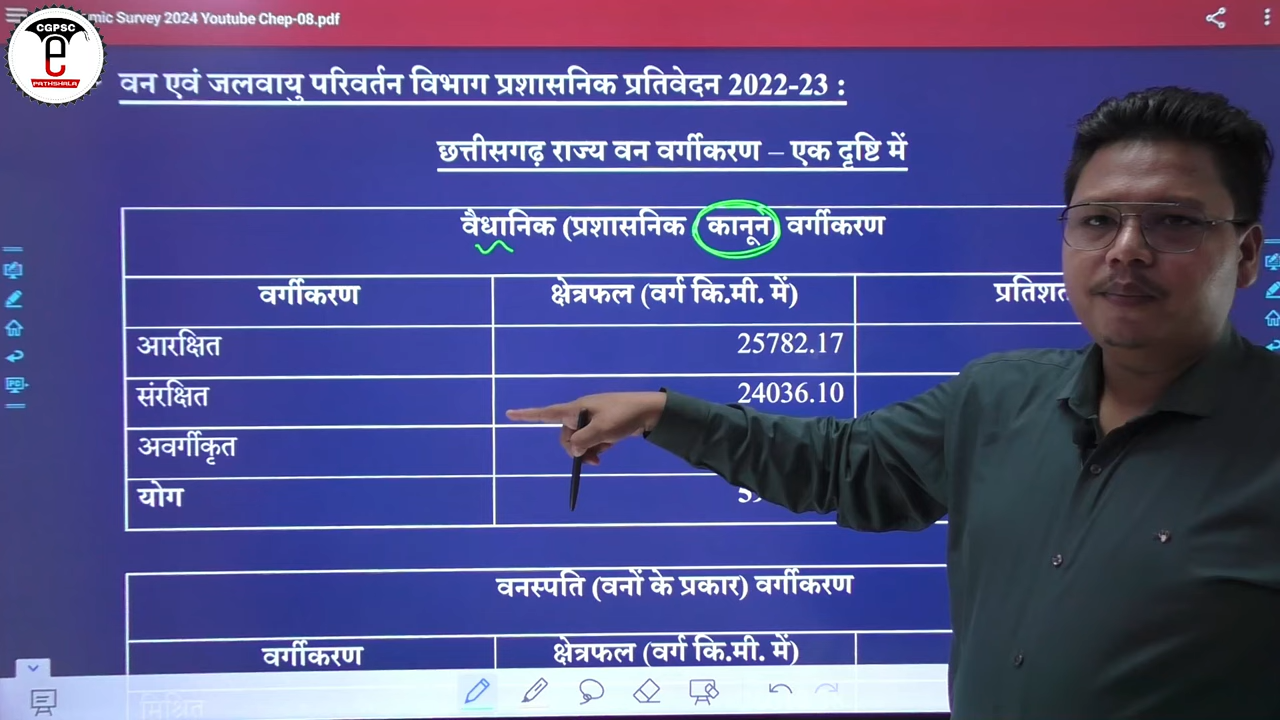 mic Survey 2024 Youtube Chep-08.pdf
CGPSC
e
PATHSHALA
वन एवं जलवायु परिवर्तन विभाग प्रशासनिक प्रतिवेदन 2022-23 :
छत्तीसगढ़ राज्य वन वर्गीकरण – एक दृष्टि में
वैधानिक (प्रशासनिक कानून) वर्गीकरण
वर्गीकरण क्षेत्रफल (वर्ग कि.मी. में) प्रतिशत
आरक्षित 25782.17
संरक्षित 24036.10
अवर्गीकृत
योग
वनस्पति (वनों के प्रकार) वर्गीकरण
वर्गीकरण क्षेत्रफल (वर्ग कि.मी. में)
मिश्रित